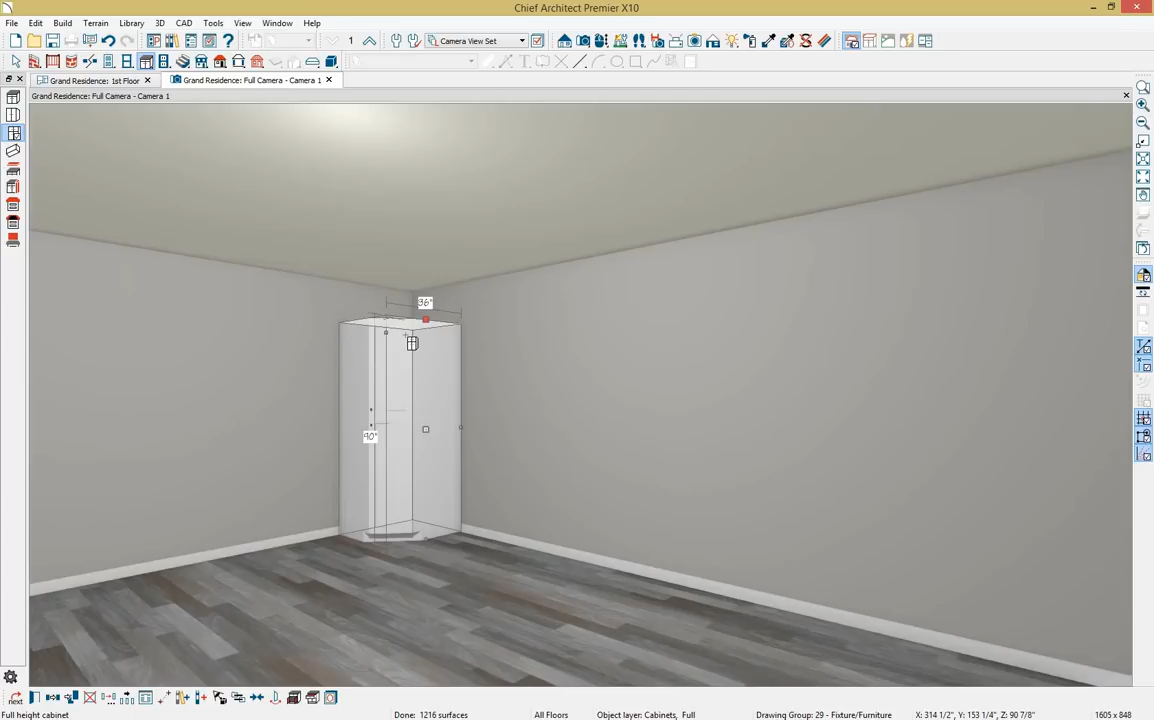 Chief Architect Premier X10
File Edit Build Terrain Library 3D CAD Tools View Window Help
1 Camera View Set
Grand Residence: 1st Floor Grand Residence: Full Camera - Camera 1
Grand Residence: Full Camera - Camera 1
36"
90"
next
Full height cabinet Done: 1216 surfaces All Floors Object layer: Cabinets, Full Drawing Group: 29 - Fixture/Furniture X: 314 1/2", Y: 153 1/4", Z: 90 7/8" 1605 x 848